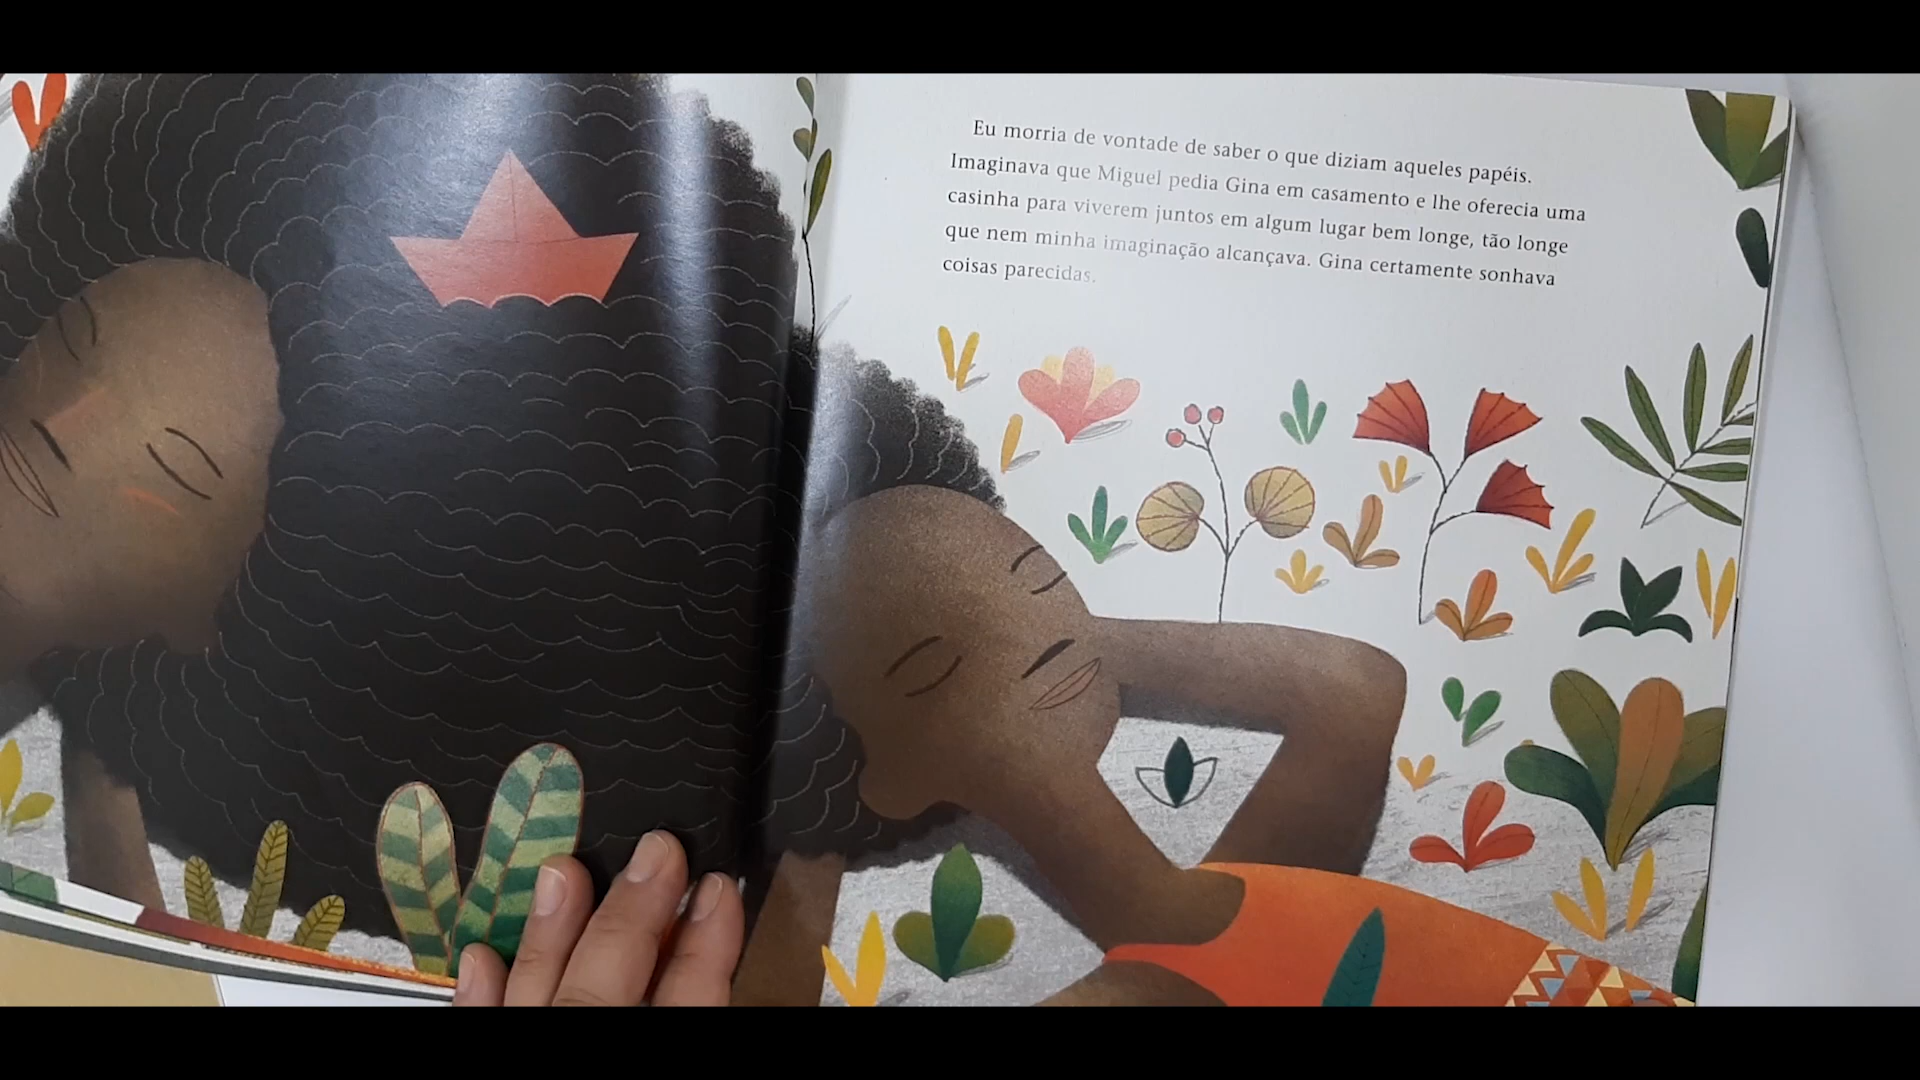 Eu morria de vontade de saber o que diziam aqueles papéis.
Imaginava que Miguel pedia Gina em casamento e lhe oferecia uma
casinha para viverem juntos em algum lugar bem longe, tão longe
que nem minha imaginação alcançava. Gina certamente sonhava
coisas parecidas.